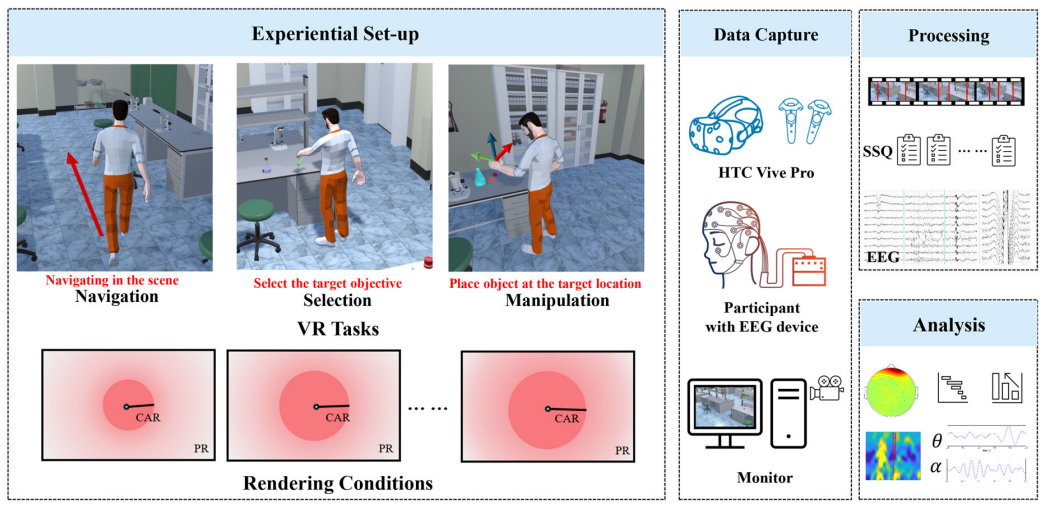 Experiential Set-up
Navigating in the scene
Navigation
Select the target objective
Selection
Place object at the target location
Manipulation
VR Tasks
CAR
PR
CAR
PR
... ...
CAR
PR
Rendering Conditions
Data Capture
HTC Vive Pro
Participant
with EEG device
Monitor
Processing
SSQ
... ...
EEG
Analysis
θ
α